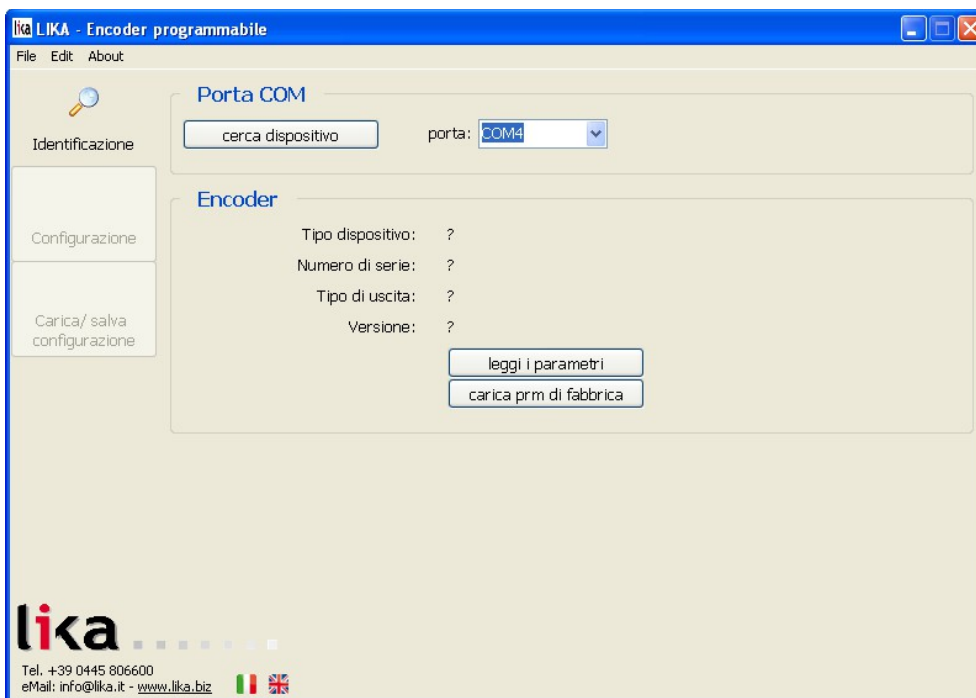 lika LIKA - Encoder programmabile
File Edit About
Identificazione
Configurazione
Carica/ salva
configurazione
Porta COM
cerca dispositivo porta: COM4
Encoder
Tipo dispositivo: ?
Numero di serie: ?
Tipo di uscita: ?
Versione: ?
leggi i parametri
carica prm di fabbrica
lika
Tel. +39 0445 806600
eMail: info@lika.it - www.lika.biz